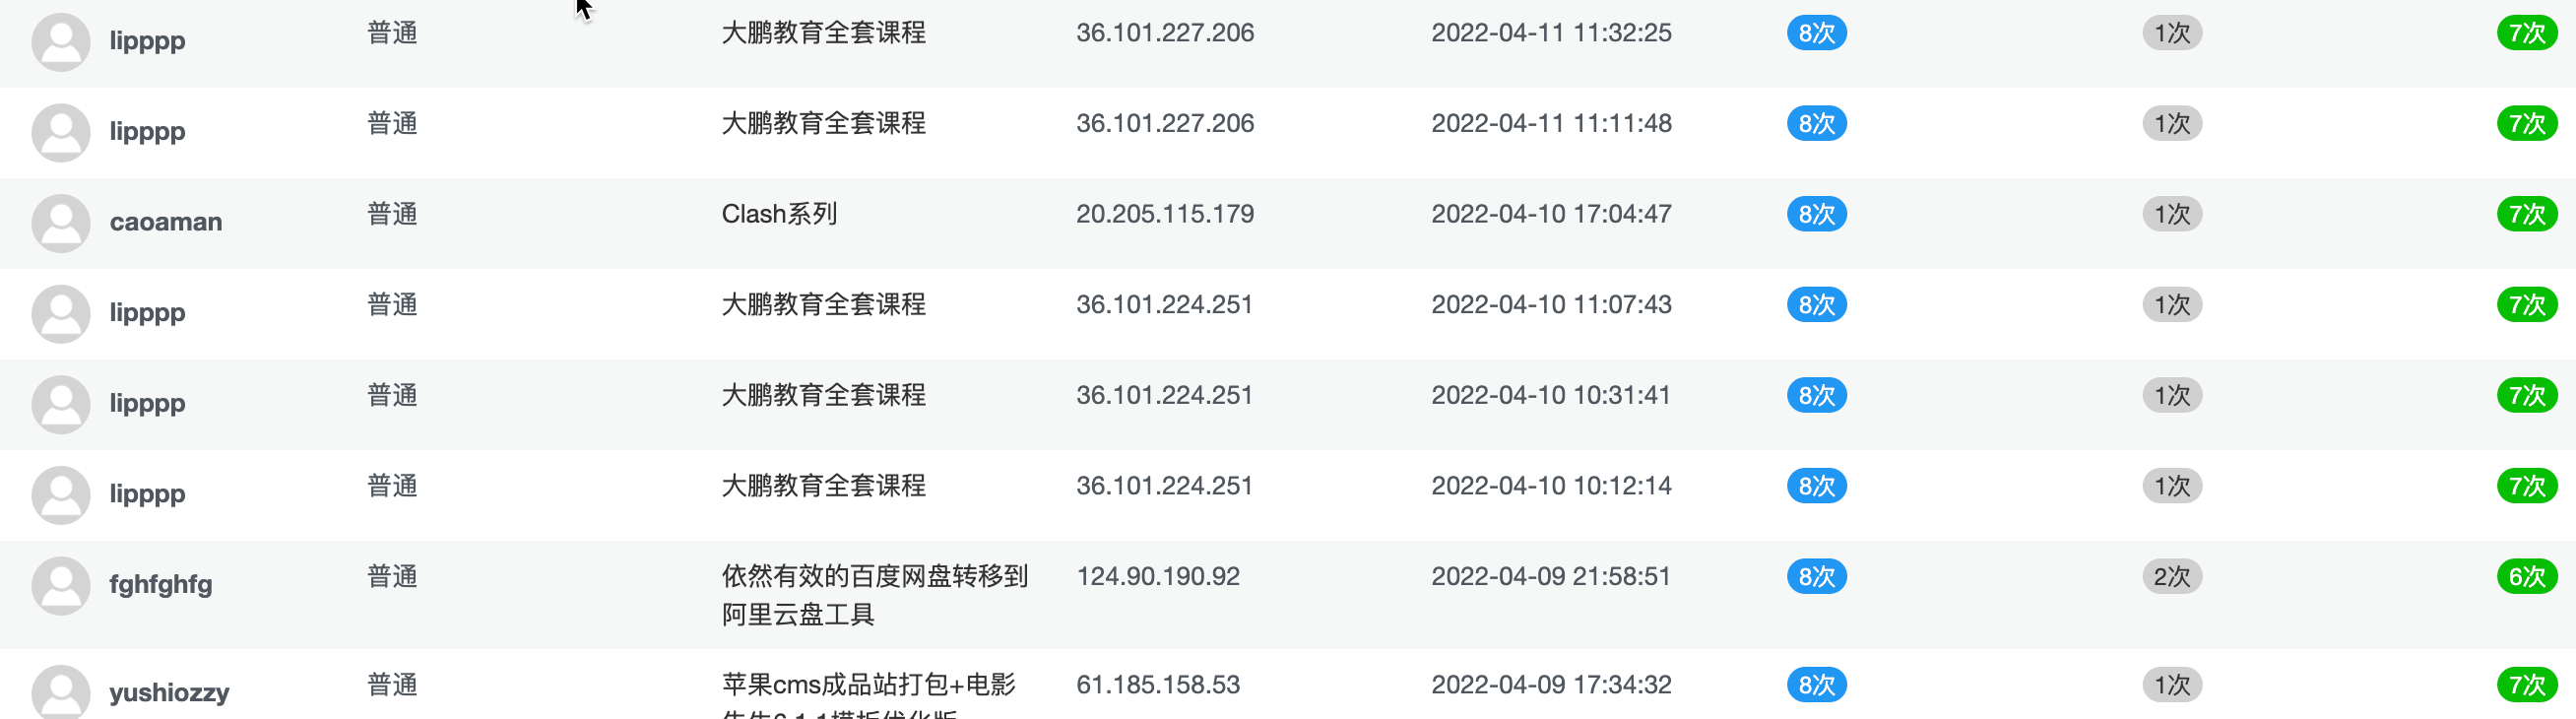 lipppp 普通 大鹏教育全套课程 36.101.227.206 2022-04-11 11:32:25 8次 1次 7次
lipppp 普通 大鹏教育全套课程 36.101.227.206 2022-04-11 11:11:48 8次 1次 7次
caoaman 普通 Clash系列 20.205.115.179 2022-04-10 17:04:47 8次 1次 7次
lipppp 普通 大鹏教育全套课程 36.101.224.251 2022-04-10 11:07:43 8次 1次 7次
lipppp 普通 大鹏教育全套课程 36.101.224.251 2022-04-10 10:31:41 8次 1次 7次
lipppp 普通 大鹏教育全套课程 36.101.224.251 2022-04-10 10:12:14 8次 1次 7次
fghfghfg 普通 依然有效的百度网盘转移到 124.90.190.92 2022-04-09 21:58:51 8次 2次 6次
阿里云盘工具
yushiozzy 普通 苹果cms成品站打包+电影 61.185.158.53 2022-04-09 17:34:32 8次 1次 7次